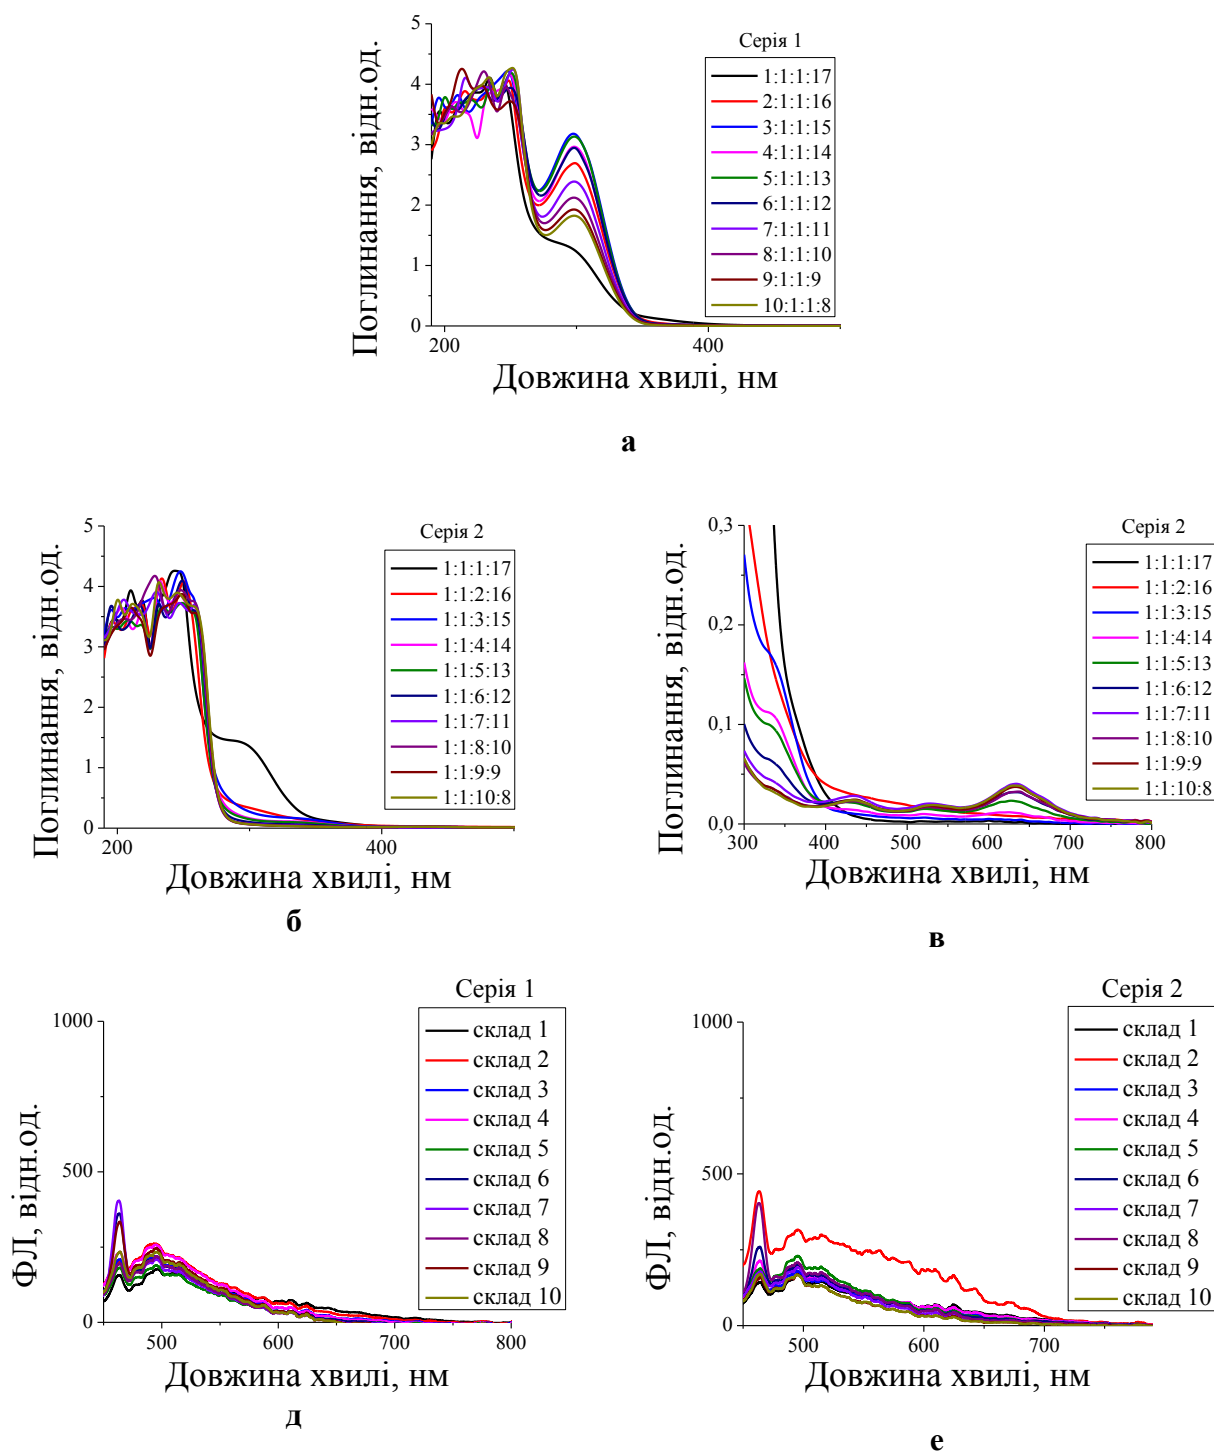 Серія 1
5
4
3
2
1
0
200
400
Поглинання, відн.од.
Довжина хвилі, нм
1:1:1:17
2:1:1:16
3:1:1:15
4:1:1:14
5:1:1:13
6:1:1:12
7:1:1:11
8:1:1:10
9:1:1:9
10:1:1:8
а
Серія 2
5
4
3
2
1
0
200
400
Поглинання, відн.од.
Довжина хвилі, нм
1:1:1:17
1:1:2:16
1:1:3:15
1:1:4:14
1:1:5:13
1:1:6:12
1:1:7:11
1:1:8:10
1:1:9:9
1:1:10:8
б
Серія 2
0,3
0,2
0,1
0,0
300
400
500
600
700
800
Поглинання, відн.од.
Довжина хвилі, нм
1:1:1:17
1:1:2:16
1:1:3:15
1:1:4:14
1:1:5:13
1:1:6:12
1:1:7:11
1:1:8:10
1:1:9:9
1:1:10:8
в
Серія 1
1000
500
0
500
600
700
800
ФЛ, відн.од.
Довжина хвилі, нм
склад 1
склад 2
склад 3
склад 4
склад 5
склад 6
склад 7
склад 8
склад 9
склад 10
д
Серія 2
1000
500
0
500
600
700
ФЛ, відн.од.
Довжина хвилі, нм
склад 1
склад 2
склад 3
склад 4
склад 5
склад 6
склад 7
склад 8
склад 9
склад 10
е